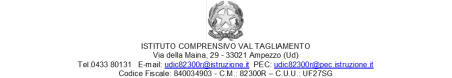 ISTITUTO COMPRENSIVO VAL TAGLIAMENTO
Via della Maina, 29 - 33021 Ampezzo (Ud)
Tel.0433 80131 E-mail: udic82300r@istruzione.it PEC: udic82300r@pec.istruzione.it
Codice Fiscale: 840034903 - C.M.: 82300R – C.U.U.: UF27SG